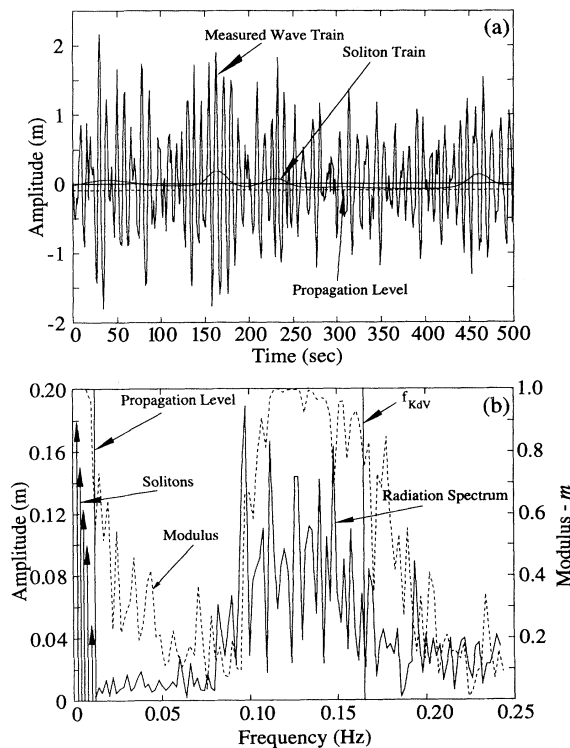 (a)
Measured Wave Train
Soliton Train
Propagation Level
Amplitude (m)
2
1
0
-1
-2
0 50 100 150 200 250 300 350 400 450 500
Time (sec)
(b)
Propagation Level
f_KdV
Solitons
Radiation Spectrum
Modulus
Amplitude (m)
0.20
0.16
0.12
0.08
0.04
0
Modulus - m
1.0
0.8
0.6
0.4
0.2
0 0.05 0.10 0.15 0.20 0.25
Frequency (Hz)